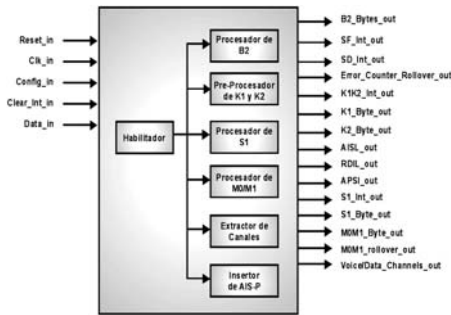 Reset_in
Clk_in
Config_in
Clear_Int_in
Data_in
Habilitador
Procesador de
B2
Pre-Procesador
de K1 y K2
Procesador de
S1
Procesador de
M0/M1
Extractor de
Canales
Insertor
de AIS-P
B2_Bytes_out
SF_Int_out
SD_Int_out
Error_Counter_Rollover_out
K1K2_Int_out
K1_Byte_out
K2_Byte_out
AISL_out
RDIL_out
APSI_out
S1_Int_out
S1_Byte_out
M0M1_Byte_out
M0M1_rollover_out
Voice/Data_Channels_out